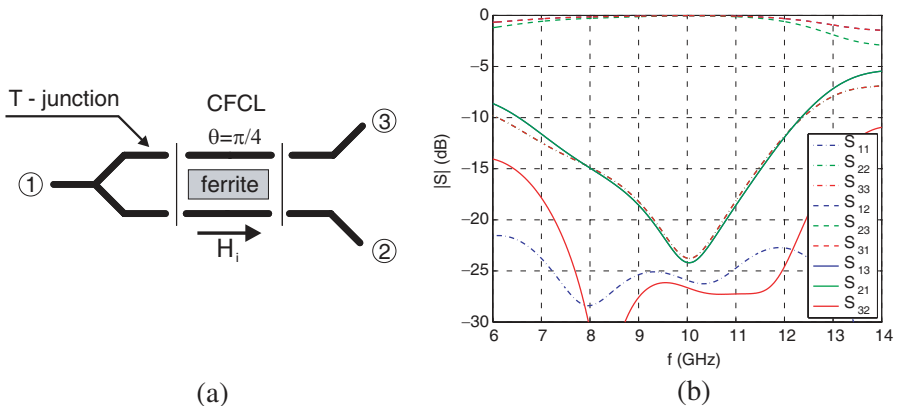 T - junction
CFCL
θ=π/4
ferrite
H i
1
3
2
(a)
|S| (dB)
0
−5
−10
−15
−20
−25
−30
6
7
8
9
10
11
12
13
14
f (GHz)
S11
S22
S33
S12
S23
S31
S13
S21
S32
(b)